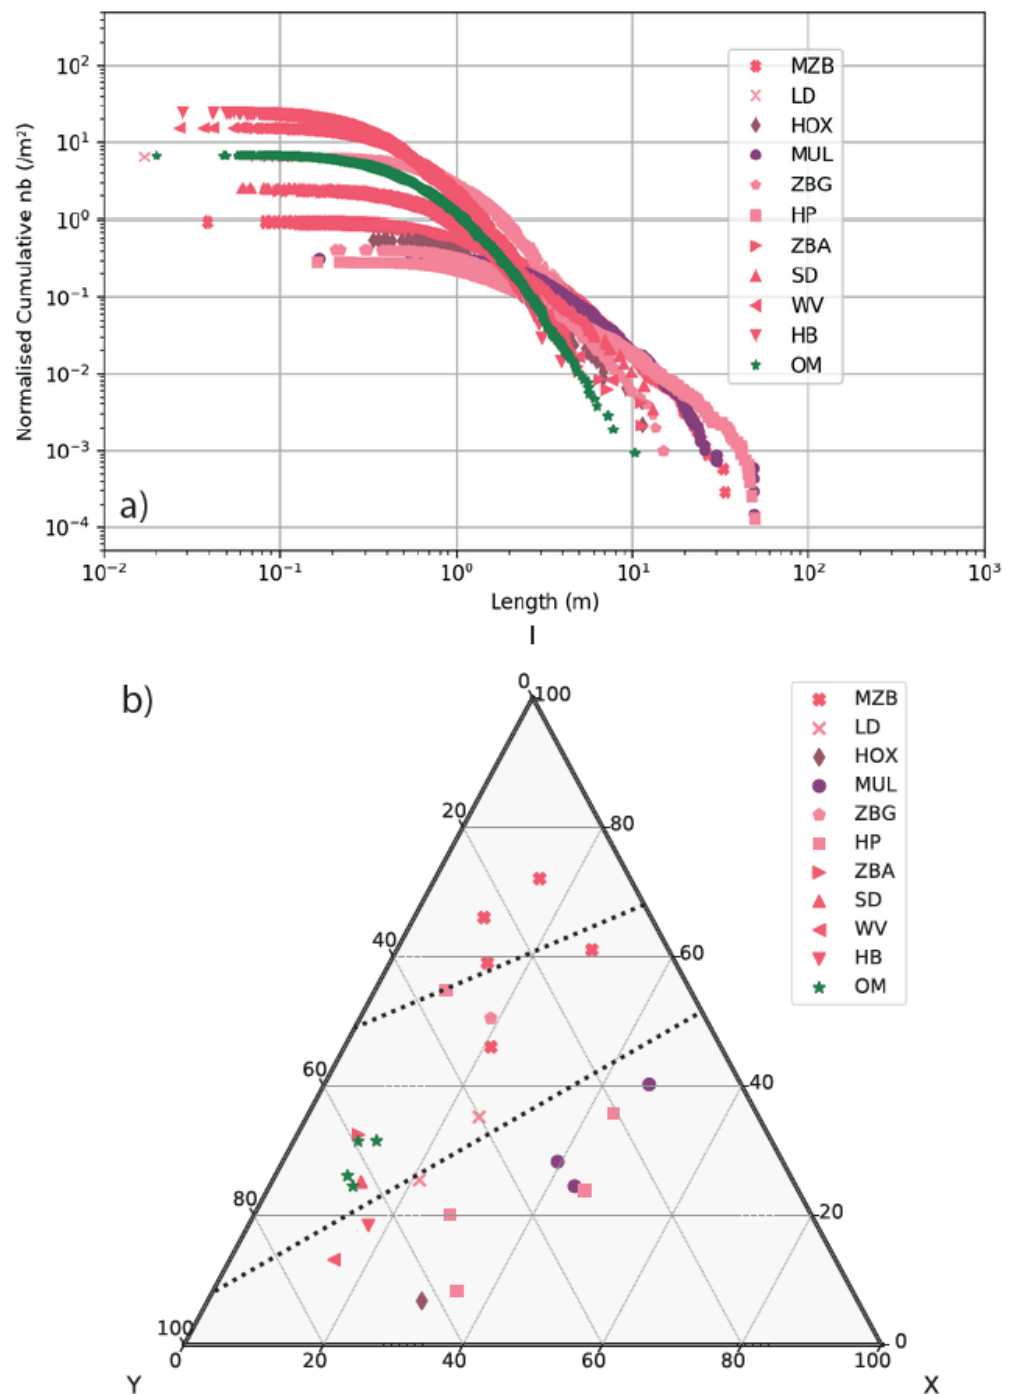 Normalised Cumulative nb (/m²)
10²
10¹
10⁰
10⁻¹
10⁻²
10⁻³
10⁻⁴
MZB
LD
HOX
MUL
ZBG
HP
ZBA
SD
WV
HB
OM
a)
10⁻² 10⁻¹ 10⁰ 10¹ 10² 10³
Length (m)
I
b)
0 100
20 80
40 60
60 40
80 20
100 0
0 20 40 60 80 100
Y X
MZB
LD
HOX
MUL
ZBG
HP
ZBA
SD
WV
HB
OM